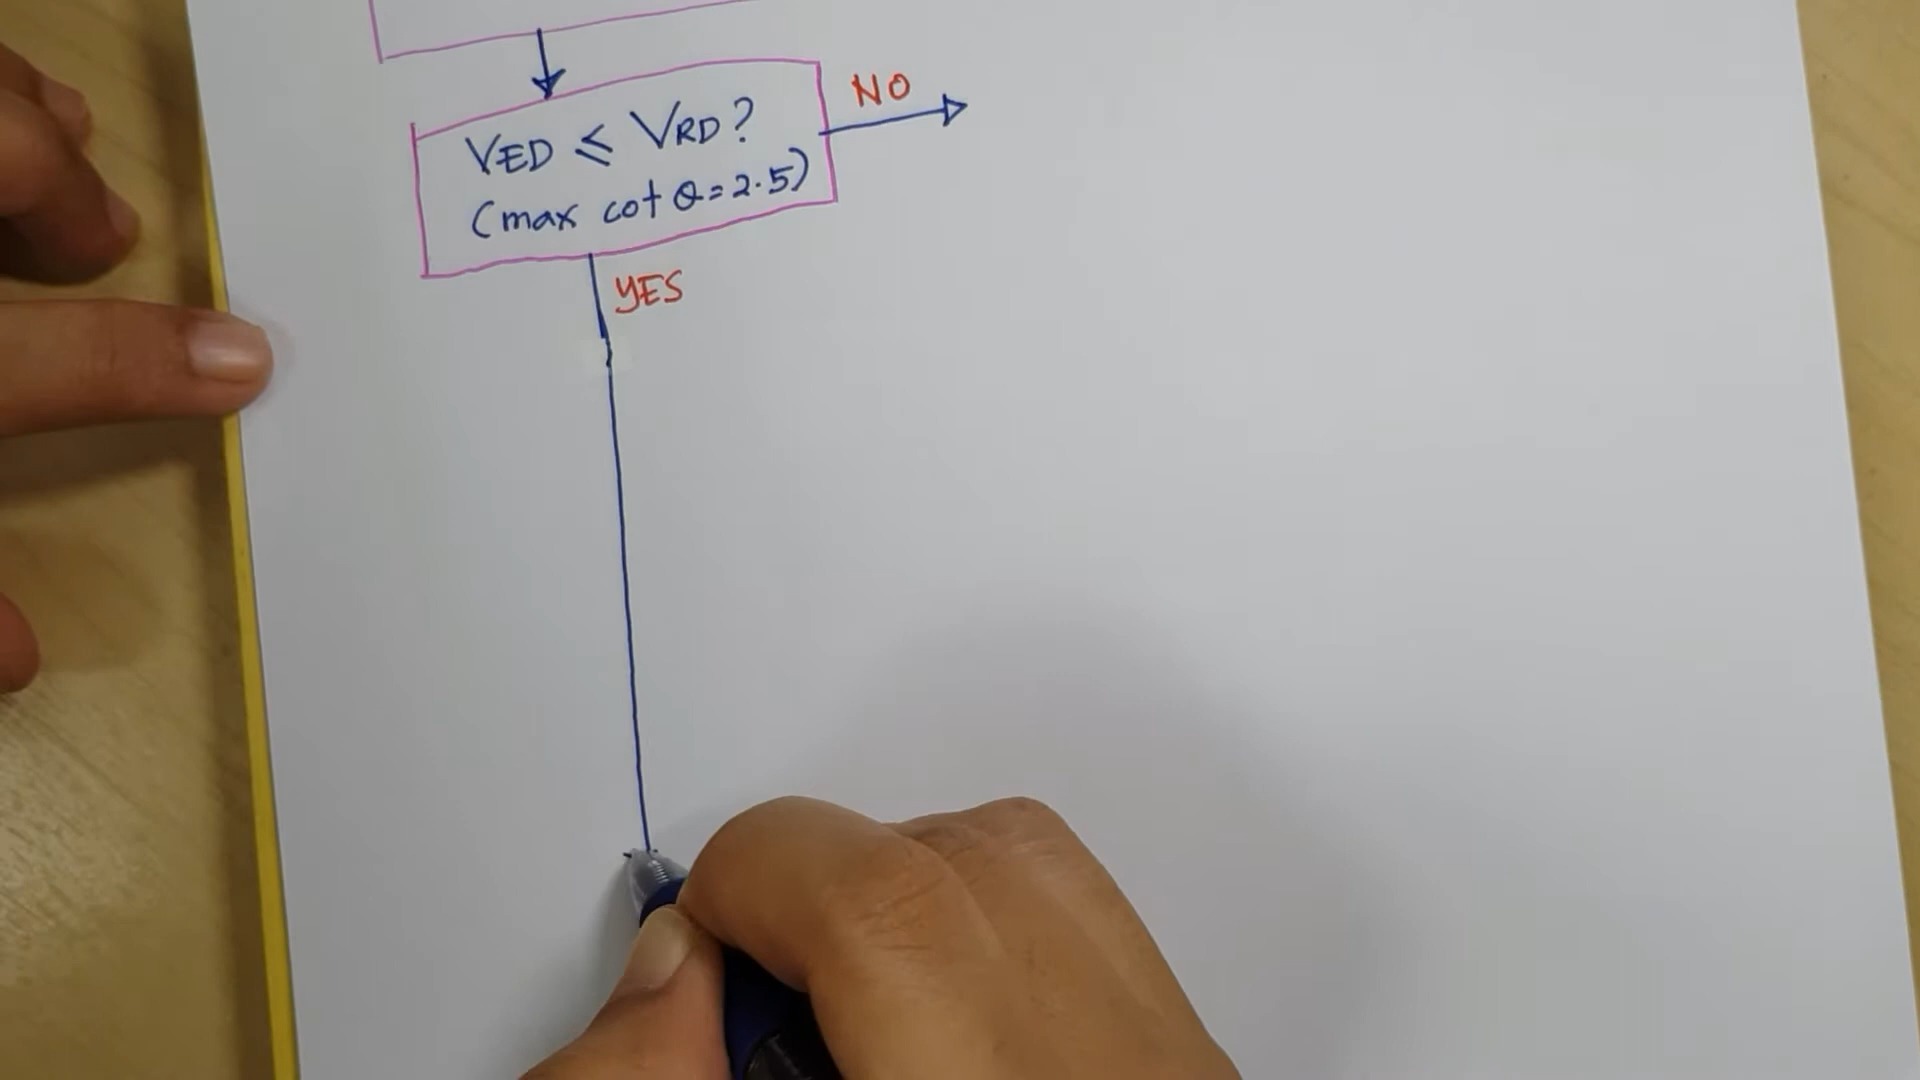 NO
VED ≤ VRD?
(max cot θ=2.5)
YES